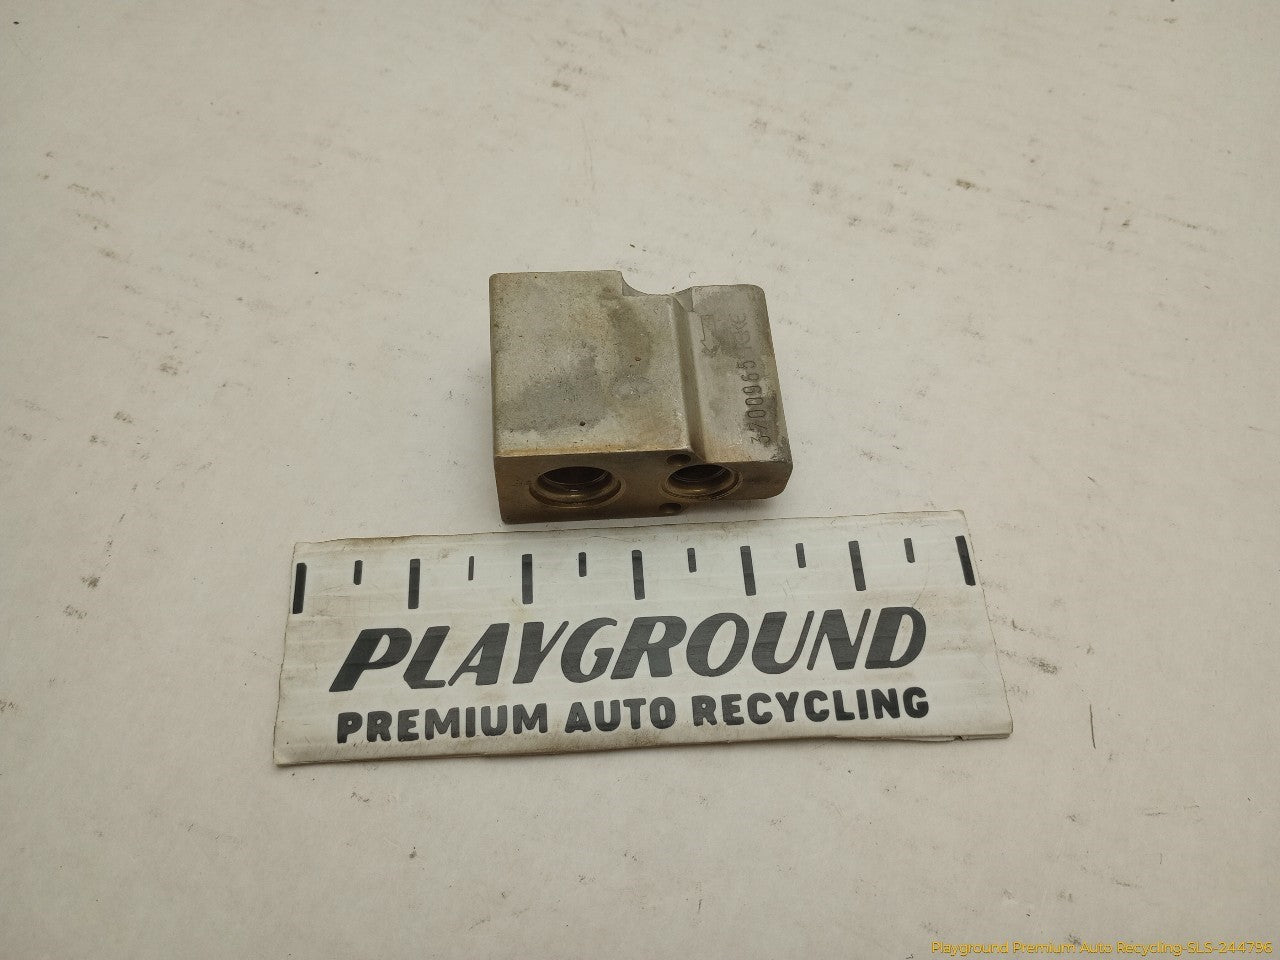 3700965
PLAYGROUND
PREMIUM AUTO RECYCLING
Playground Premium Auto Recycling-SLS-244796